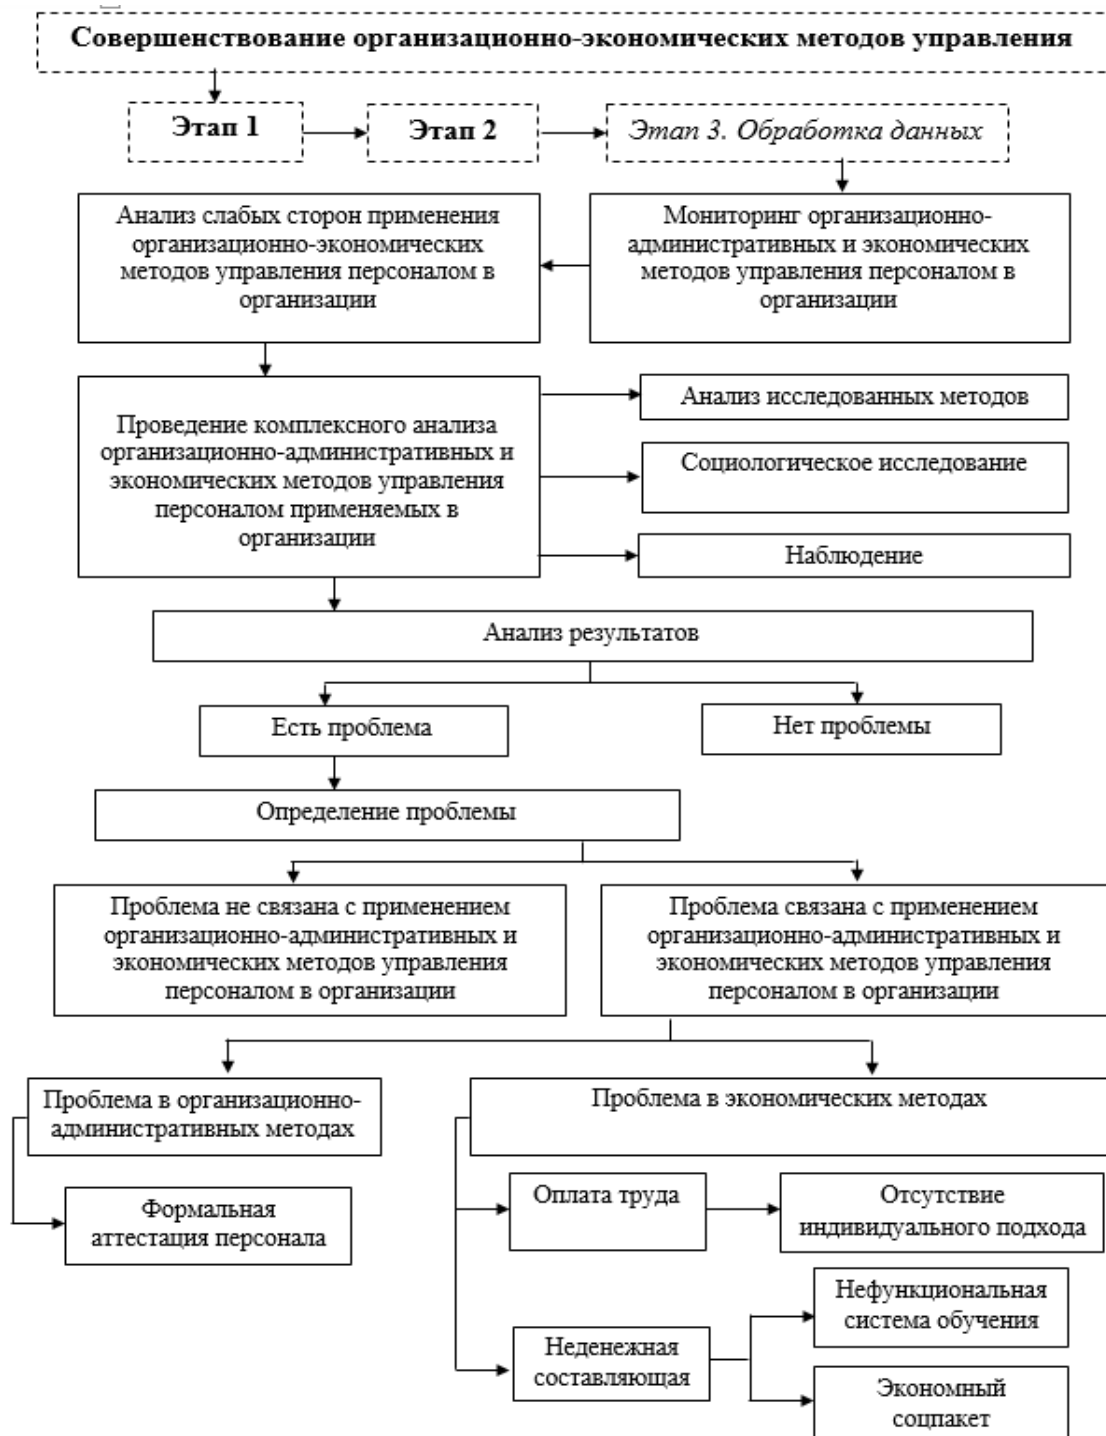 Совершенствование организационно-экономических методов управления
Этап 1
Этап 2
Этап 3. Обработка данных
Анализ слабых сторон применения
организационно-экономических
методов управления персоналом в
организации
Мониторинг организационно-
административных и экономических
методов управления персоналом в
организации
Проведение комплексного анализа
организационно-административных и
экономических методов управления
персоналом применяемых в
организации
Анализ исследованных методов
Социологическое исследование
Наблюдение
Анализ результатов
Есть проблема
Нет проблемы
Определение проблемы
Проблема не связана с применением
организационно-административных и
экономических методов управления
персоналом в организации
Проблема связана с применением
организационно-административных и
экономических методов управления
персоналом в организации
Проблема в организационно-
административных методах
Проблема в экономических методах
Формальная
аттестация персонала
Оплата труда
Отсутствие
индивидуального подхода
Неденежная
составляющая
Нефункциональная
система обучения
Экономный
соцпакет